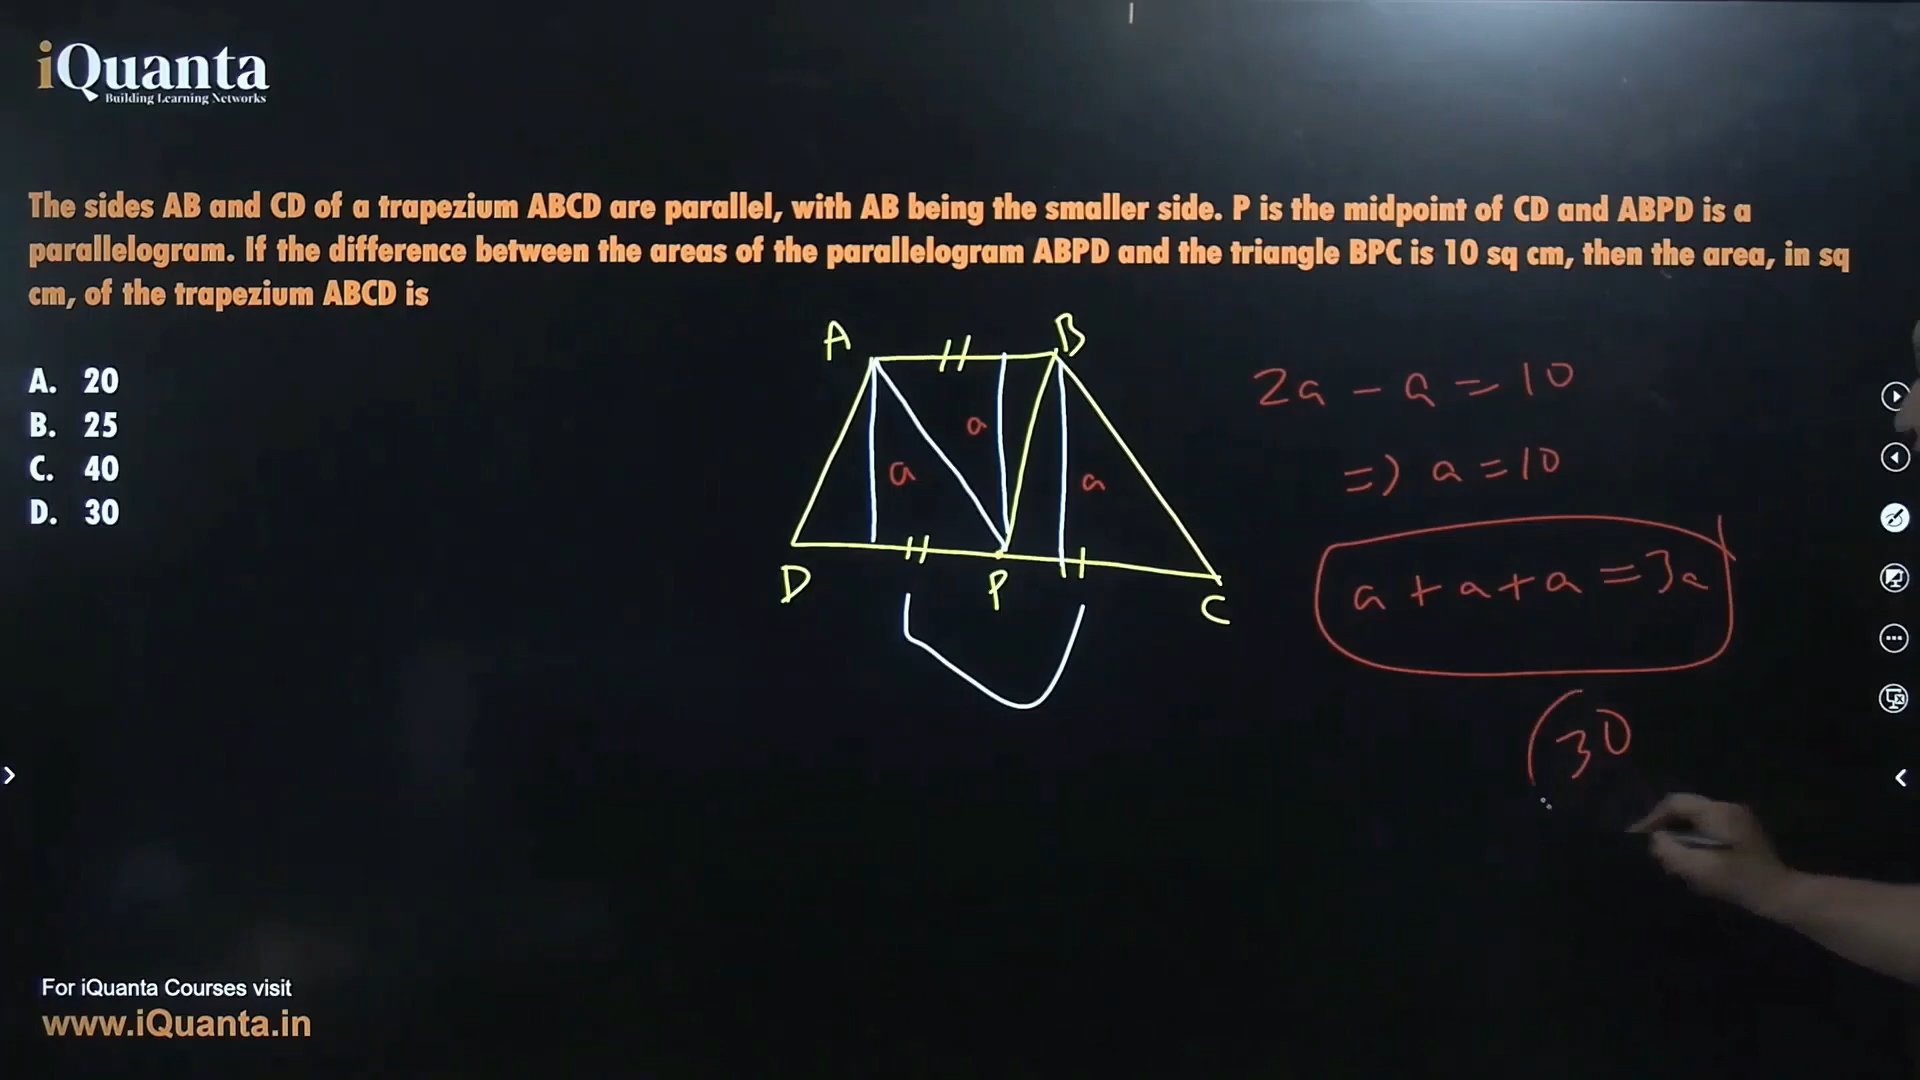 iQuanta
Building Learning Networks
The sides AB and CD of a trapezium ABCD are parallel, with AB being the smaller side. P is the midpoint of CD and ABPD is a
parallelogram. If the difference between the areas of the parallelogram ABPD and the triangle BPC is 10 sq cm, then the area, in sq
cm, of the trapezium ABCD is
A. 20
B. 25
C. 40
D. 30
A B
a
a a
D P C
2a - a = 10
=) a = 10
a + a + a = 3a
30
For iQuanta Courses visit
www.iQuanta.in